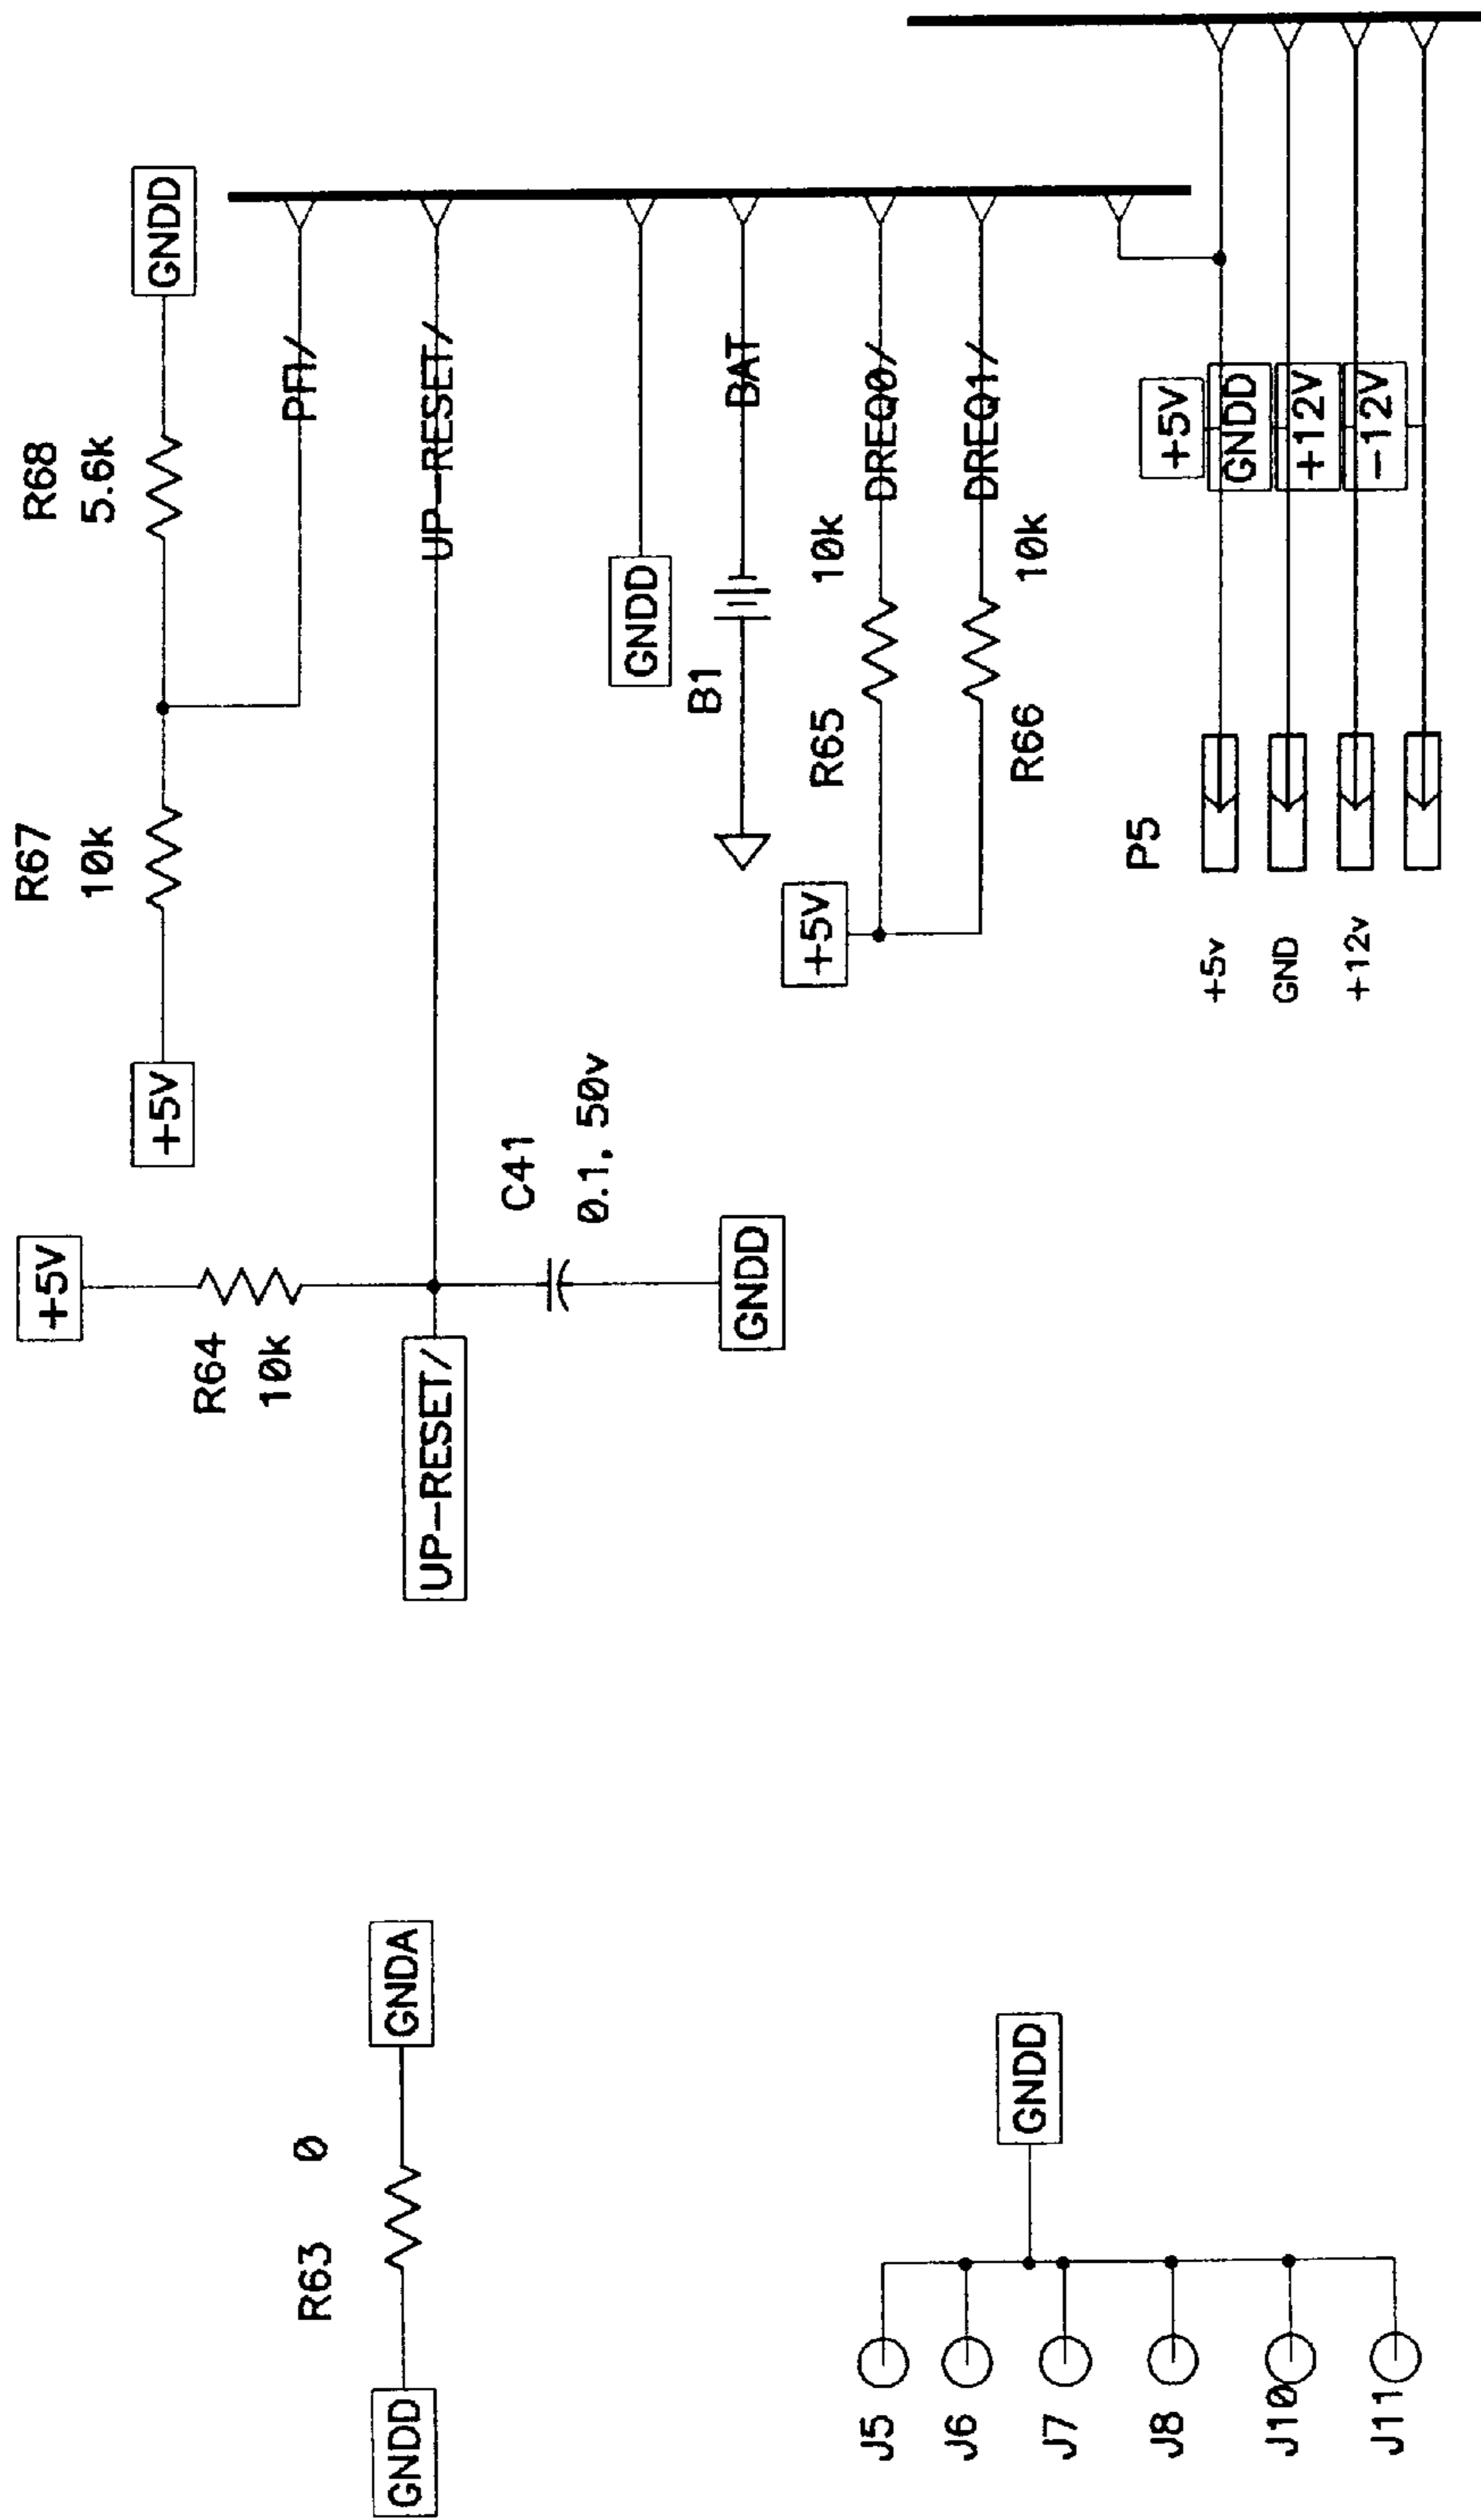 R67
R68
+5V
10k
5.6k
+5V
GNDD
R64
10k
PFI/
R63 0
GNDD
GNDA
UP-RESET/
UP-RESET/
C41
0.1. 50v
GNDD
B1
BAT
GNDD
+5V
R65
10k
DREQ0/
DREQ1/
R66
10k
J5
J6
GNDD
J7
J8
J10
J11
P5
+5V
+5v
GNDD
GND
+12V
+12v
-12V